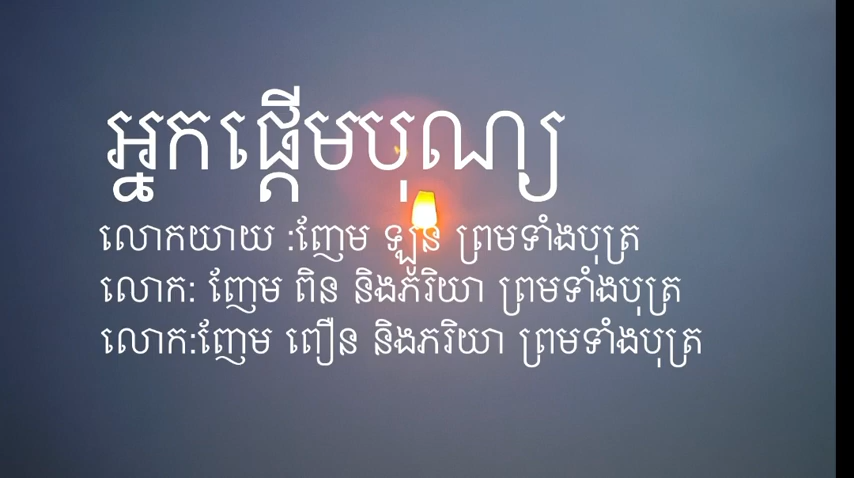 អ្នកផ្តើមបុណ្យ
លោកយាយ :ញែម ឡុន ព្រមទាំងបុត្រ
លោក: ញែម ពិន និងភរិយា ព្រមទាំងបុត្រ
លោក:ញែម ពឿន និងភរិយា ព្រមទាំងបុត្រ